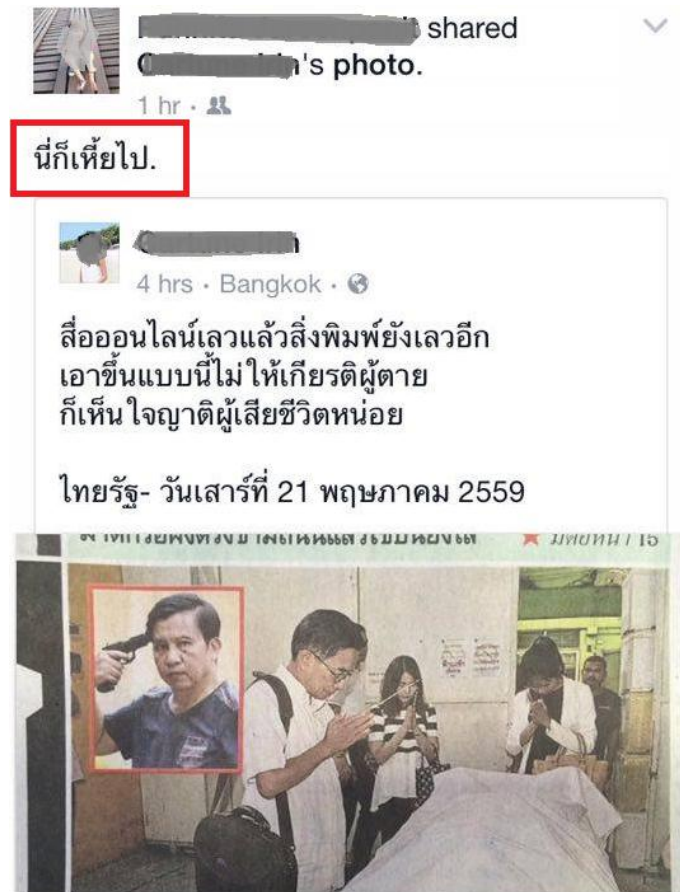 shared
's photo.
1 hr ·
นี่ก็เหี้ยไป.
4 hrs · Bangkok ·
สื่อออนไลน์เลวแล้วสิ่งพิมพ์ยังเลวอีก
เอาขึ้นแบบนี้ไม่ให้เกียรติผู้ตาย
ก็เห็นใจญาติผู้เสียชีวิตหน่อย
ไทยรัฐ- วันเสาร์ที่ 21 พฤษภาคม 2559